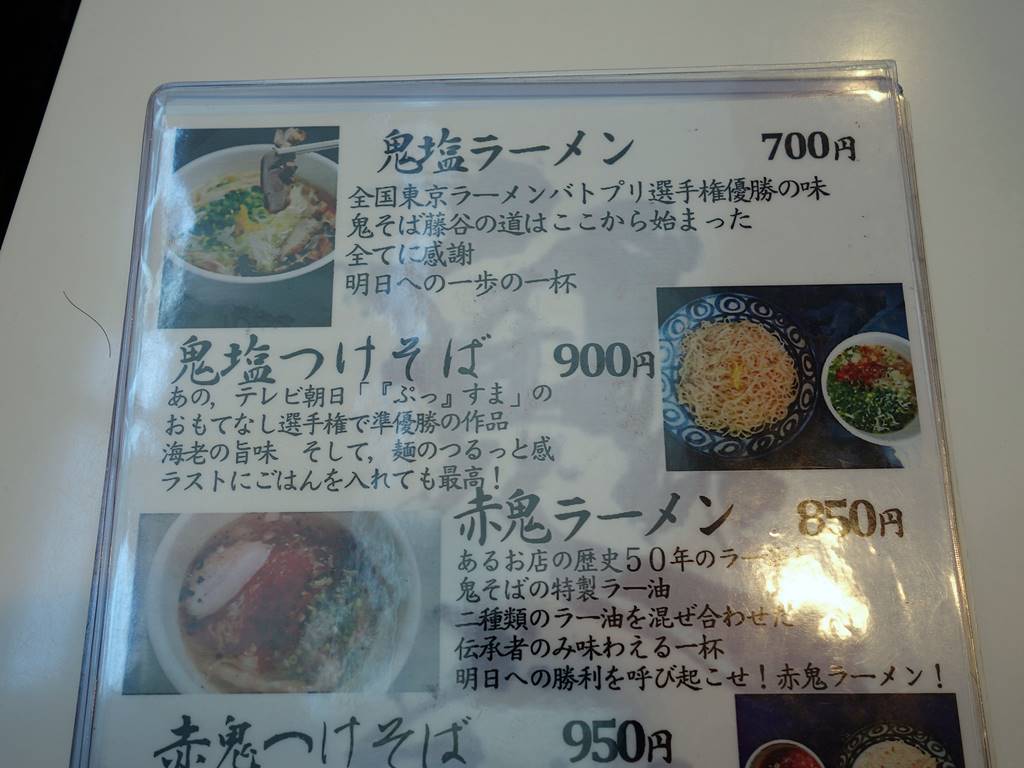 鬼塩ラーメン 700円
全国東京ラーメンバトプリ選手権優勝の味
鬼そば藤谷の道はここから始まった
全てに感謝
明日への一歩の一杯
鬼塩つけそば 900円
あの，テレビ朝日「『ぷっ』すま」の
おもてなし選手権で準優勝の作品
海老の旨味　そして，麺のつるっと感
ラストにごはんを入れても最高！
赤鬼ラーメン 850円
あるお店の歴史５０年のラー
鬼そばの特製ラー油
二種類のラー油を混ぜ合わせた
伝承者のみ味わえる一杯
明日への勝利を呼び起こせ！赤鬼ラーメン！
赤鬼つけそば 950円